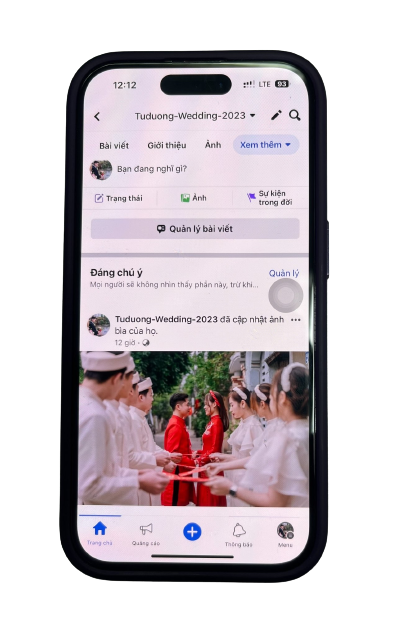 12:12 LTE 93
Tuduong-Wedding-2023
Bài viết Giới thiệu Ảnh Xem thêm
Bạn đang nghĩ gì?
Trạng thái Ảnh Sự kiện
trong đời
Quản lý bài viết
Đáng chú ý Quản lý
Mọi người sẽ không nhìn thấy phần này, trừ khi...
Tuduong-Wedding-2023 đã cập nhật ảnh
bìa của họ.
12 giờ ·
Trang chủ Quảng cáo Thông báo Menu